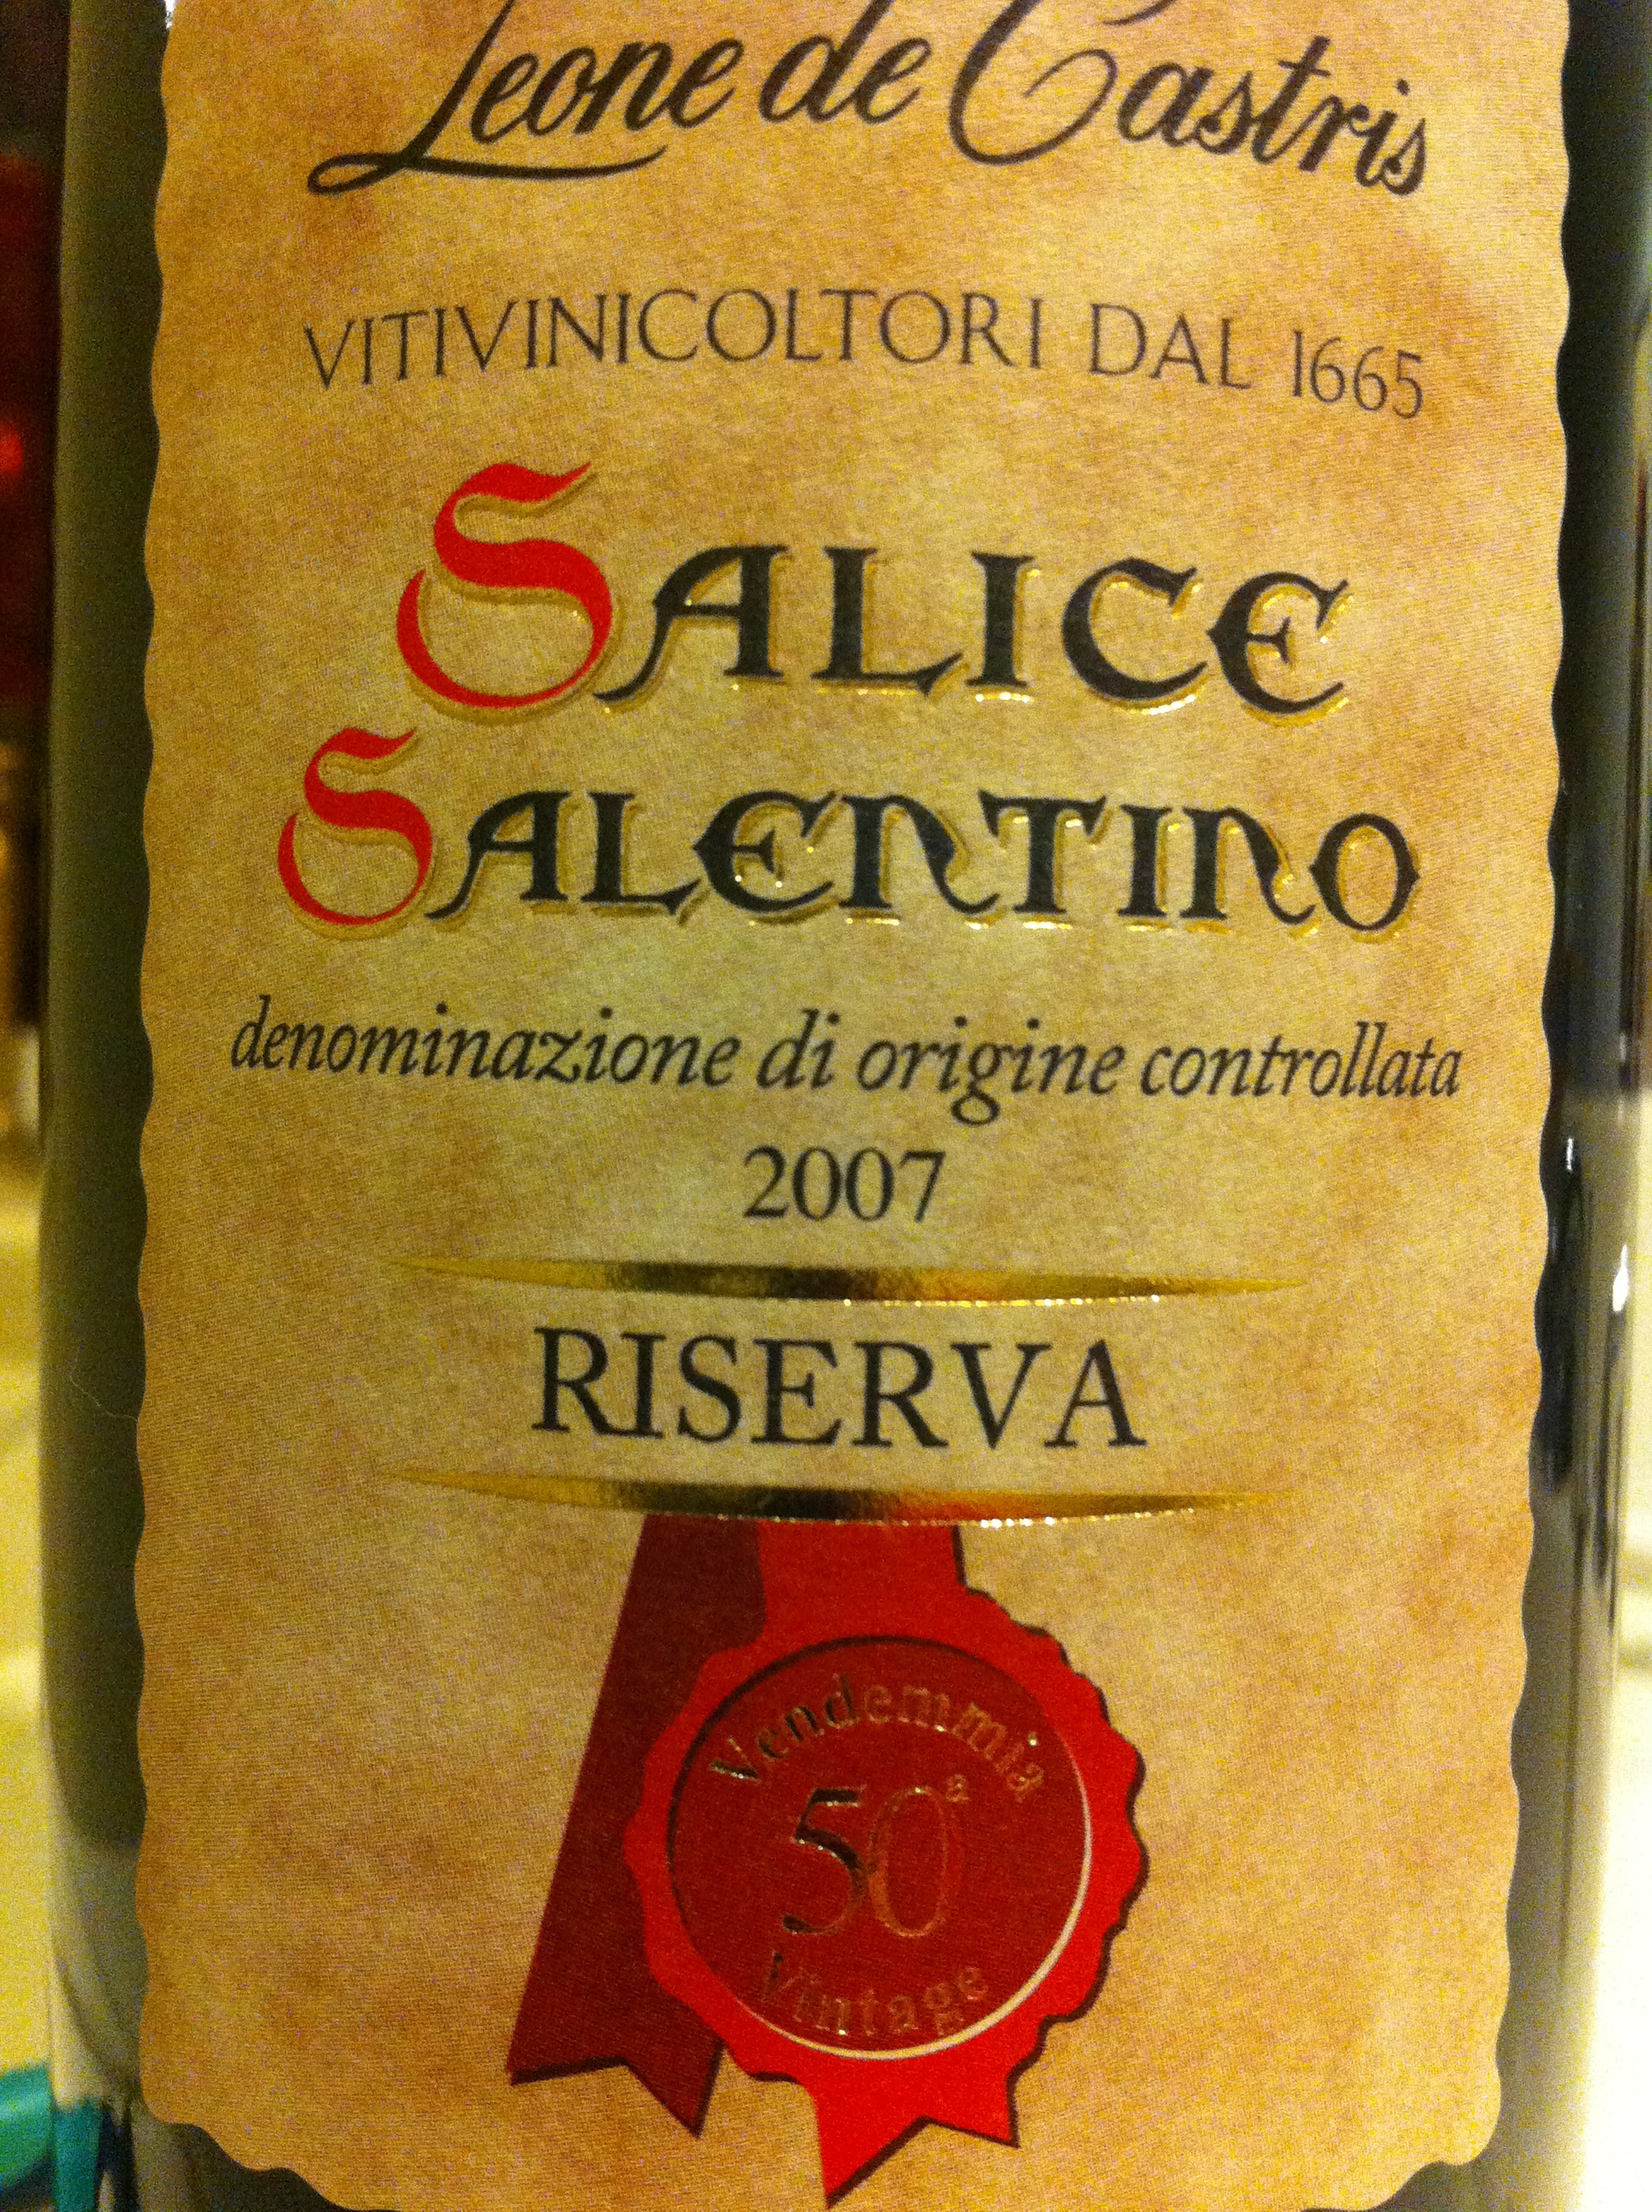 Leone de Castris
VITIVINICOLTORI DAL 1665
SALICE
SALENTINO
denominazione di origine controllata
2007
RISERVA
Vendemmia
50ª
Vintage